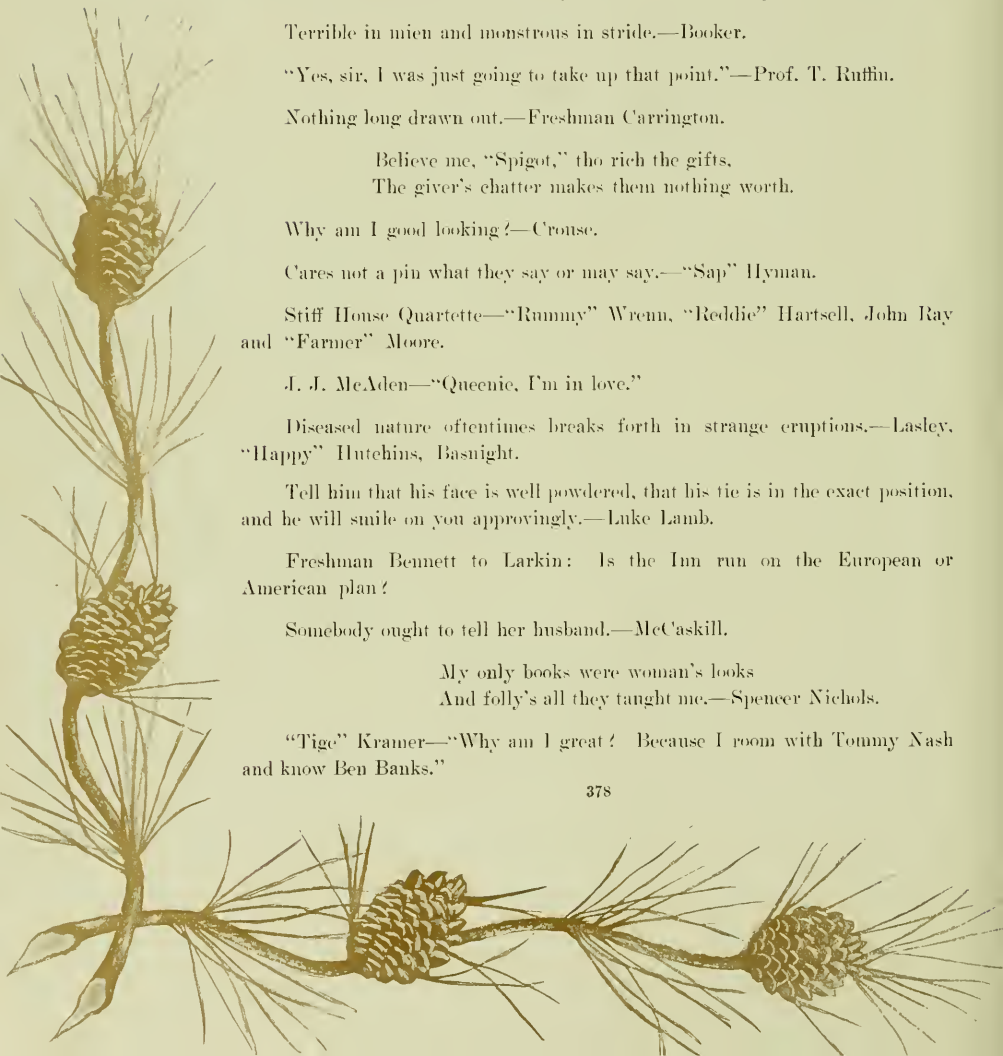 Terrible in mien and monstrous in stride.—Booker.
"Yes, sir, I was just going to take up that point."—Prof. T. Ruffin.
Nothing long drawn out.—Freshman Carrington.
Believe me, "Spigot," tho rich the gifts,
The giver's chatter makes them nothing worth.
Why am I good looking?—Crouse.
Cares not a pin what they say or may say.—"Sap" Hyman.
Stiff House Quartette—"Rummy" Wrenn, "Reddie" Hartsell, John Ray
and "Farmer" Moore.
J. J. McAden—"Queenie, I'm in love."
Diseased nature oftentimes breaks forth in strange eruptions.—Lasley,
"Happy" Hutchins, Basnight.
Tell him that his face is well powdered, that his tie is in the exact position,
and he will smile on you approvingly.—Luke Lamb.
Freshman Bennett to Larkin: Is the Inn run on the European or
American plan?
Somebody ought to tell her husband.—McCaskill.
My only books were woman's looks
And folly's all they taught me.—Spencer Nichols.
"Tige" Kramer—"Why am I great? Because I room with Tommy Nash
and know Ben Banks."
378